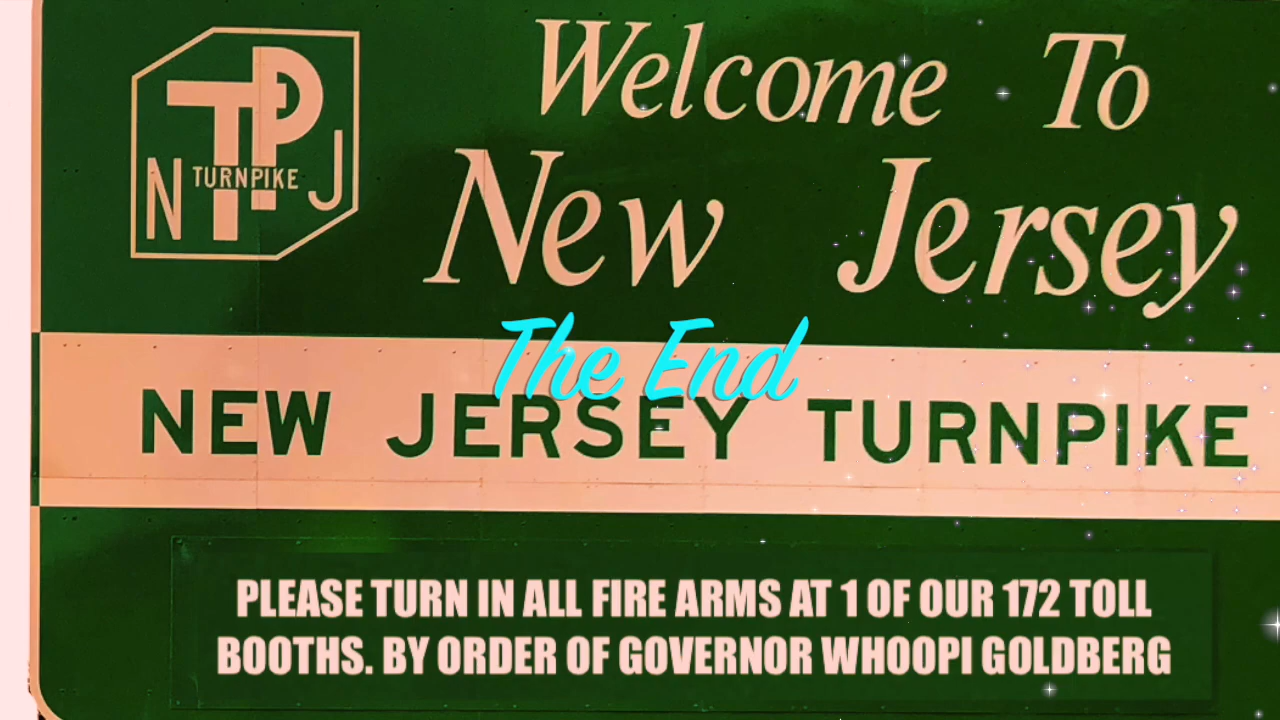 TP
N TURNPIKE J
Welcome To
New Jersey
The End
NEW JERSEY TURNPIKE
PLEASE TURN IN ALL FIRE ARMS AT 1 OF OUR 172 TOLL
BOOTHS. BY ORDER OF GOVERNOR WHOOPI GOLDBERG